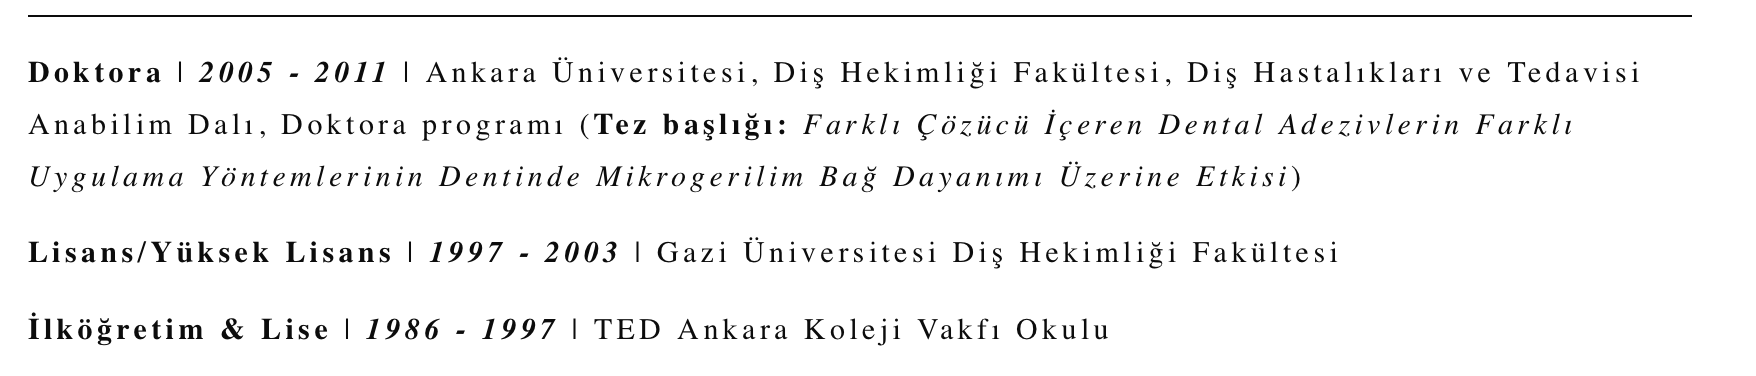 Doktora | 2005 - 2011 | Ankara Üniversitesi, Diş Hekimliği Fakültesi, Diş Hastalıkları ve Tedavisi
Anabilim Dalı, Doktora programı (Tez başlığı: Farklı Çözücü İçeren Dental Adezivlerin Farklı
Uygulama Yöntemlerinin Dentinde Mikrogerilim Bağ Dayanımı Üzerine Etkisi)
Lisans/Yüksek Lisans | 1997 - 2003 | Gazi Üniversitesi Diş Hekimliği Fakültesi
İlköğretim & Lise | 1986 - 1997 | TED Ankara Koleji Vakfı Okulu